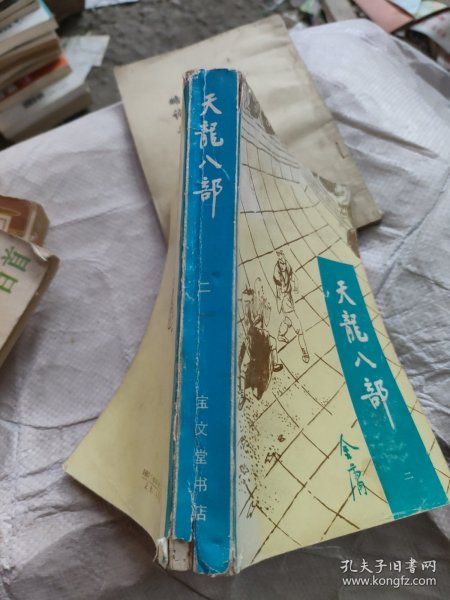 天龍八部
二
宝文堂书店
天龍八部
金庸
二
孔夫子旧书网
www.kongfz.com